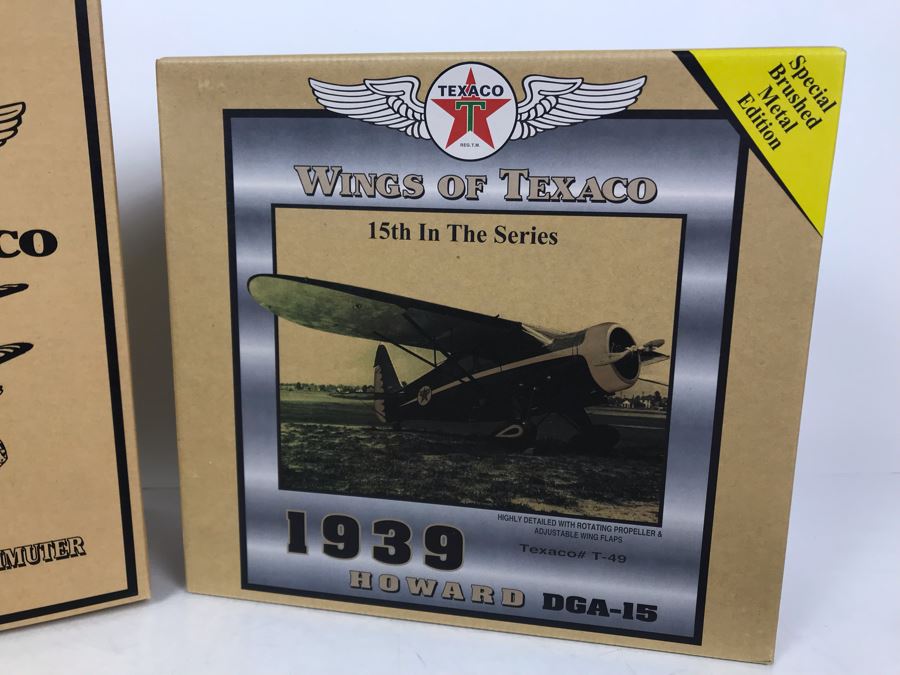 CO
MUTER
TEXACO
T
REG. T.M.
Special
Brushed
Metal
Edition
WINGS OF TEXACO
15th In The Series
1939
HIGHLY DETAILED WITH ROTATING PROPELLER &
ADJUSTABLE WING FLAPS
Texaco# T-49
HOWARD DGA-15